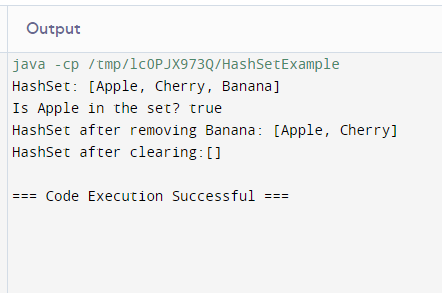 Output
java -cp /tmp/lcOPJX973Q/HashSetExample
HashSet: [Apple, Cherry, Banana]
Is Apple in the set? true
HashSet after removing Banana: [Apple, Cherry]
HashSet after clearing:[]
=== Code Execution Successful ===